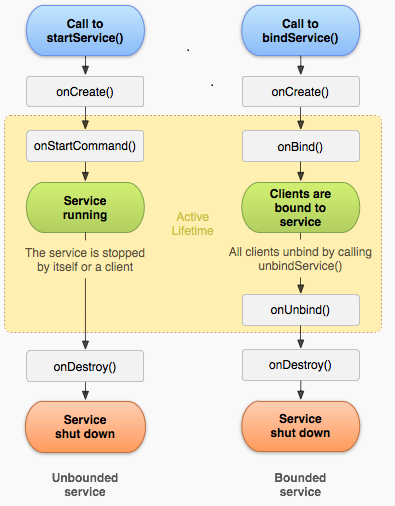 Call to
startService()
onCreate()
onStartCommand()
Service
running
The service is stopped
by itself or a client
onDestroy()
Service
shut down
Unbounded
service
Active
Lifetime
Call to
bindService()
onCreate()
onBind()
Clients are
bound to
service
All clients unbind by calling
unbindService()
onUnbind()
onDestroy()
Service
shut down
Bounded
service